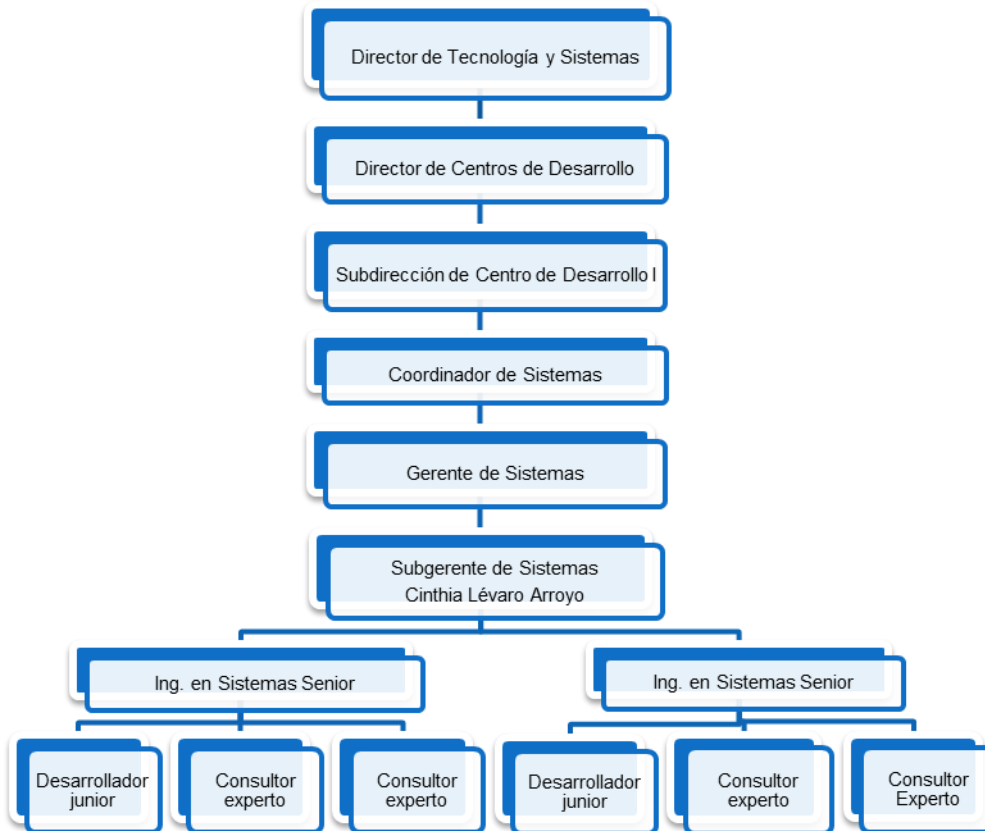 Director de Tecnología y Sistemas
Director de Centros de Desarrollo
Subdirección de Centro de Desarrollo I
Coordinador de Sistemas
Gerente de Sistemas
Subgerente de Sistemas
Cinthia Lévaro Arroyo
Ing. en Sistemas Senior
Ing. en Sistemas Senior
Desarrollador
junior
Consultor
experto
Consultor
experto
Desarrollador
junior
Consultor
experto
Consultor
Experto